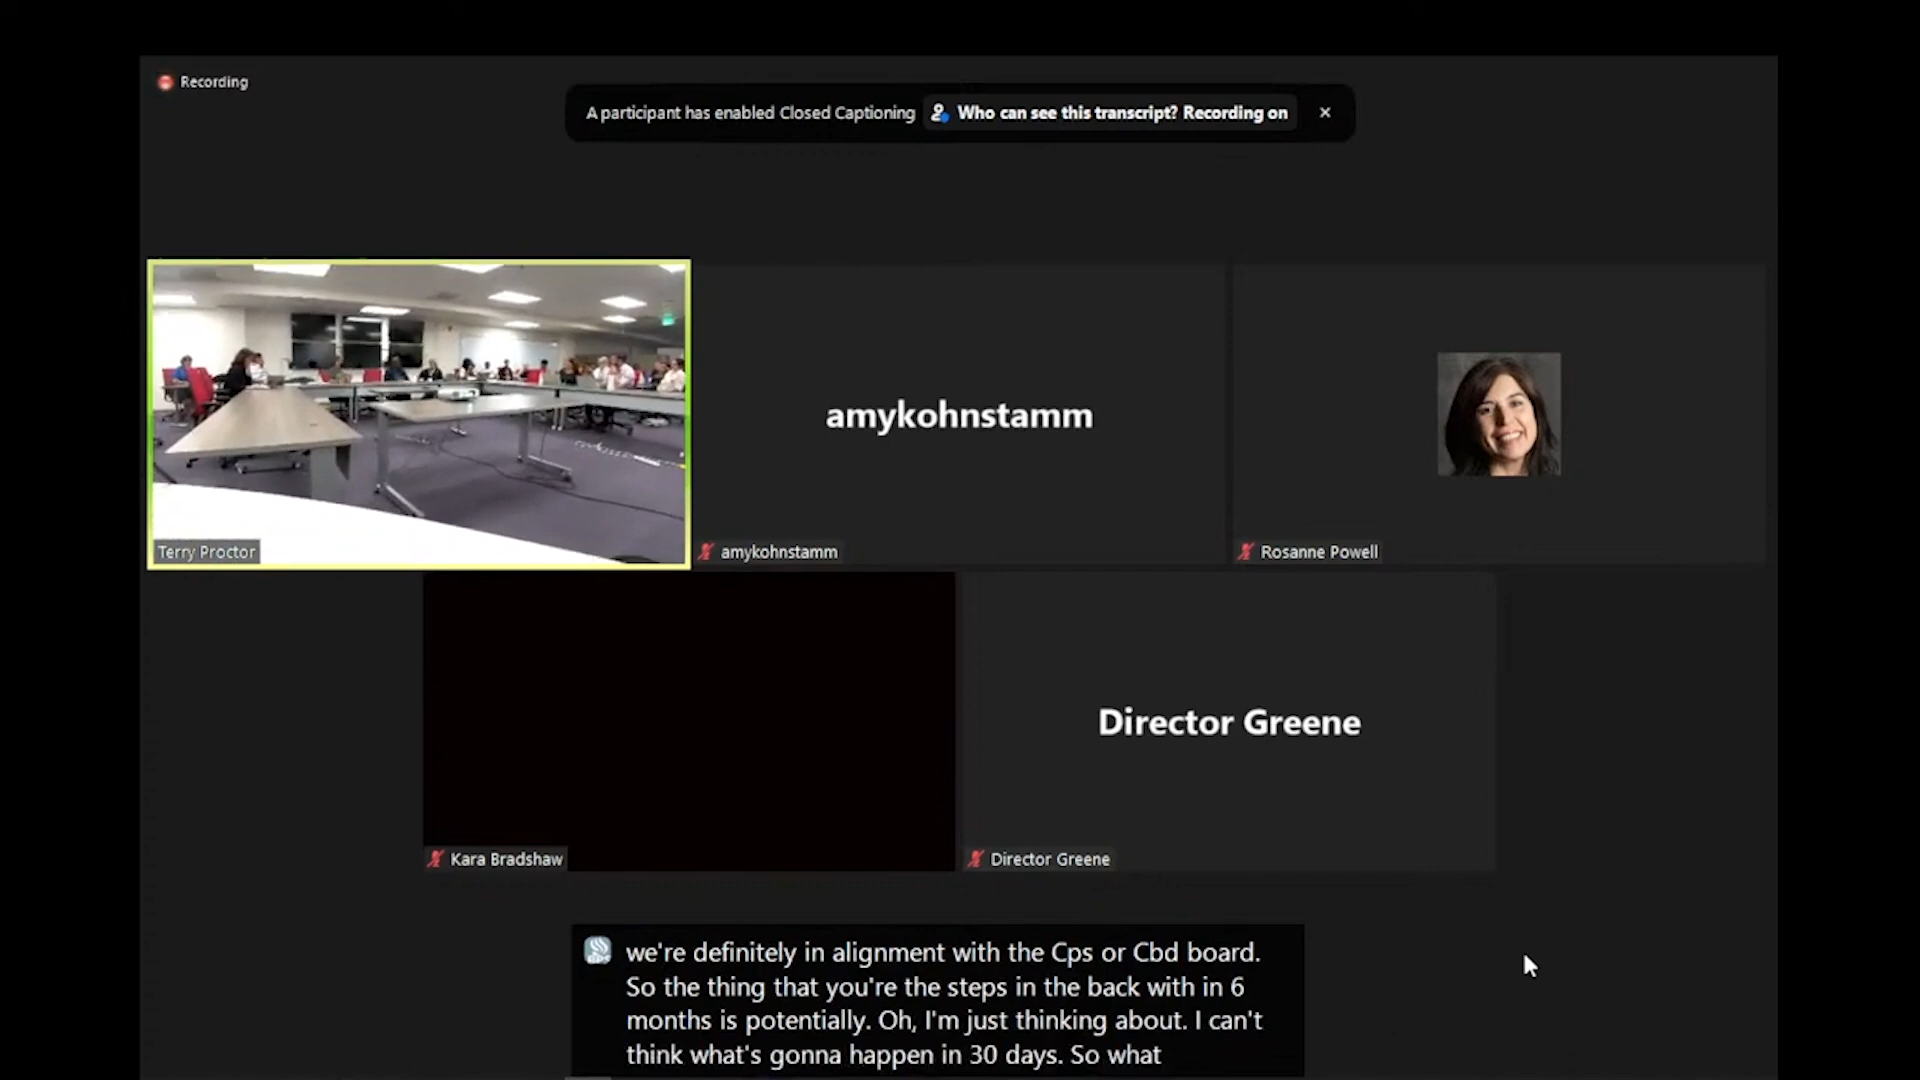 Recording
A participant has enabled Closed Captioning Who can see this transcript? Recording on
Terry Proctor
amykohnstamm
amykohnstamm
Rosanne Powell
Kara Bradshaw
Director Greene
Director Greene
we're definitely in alignment with the Cps or Cbd board.
So the thing that you're the steps in the back with in 6
months is potentially. Oh, I'm just thinking about. I can't
think what's gonna happen in 30 days. So what